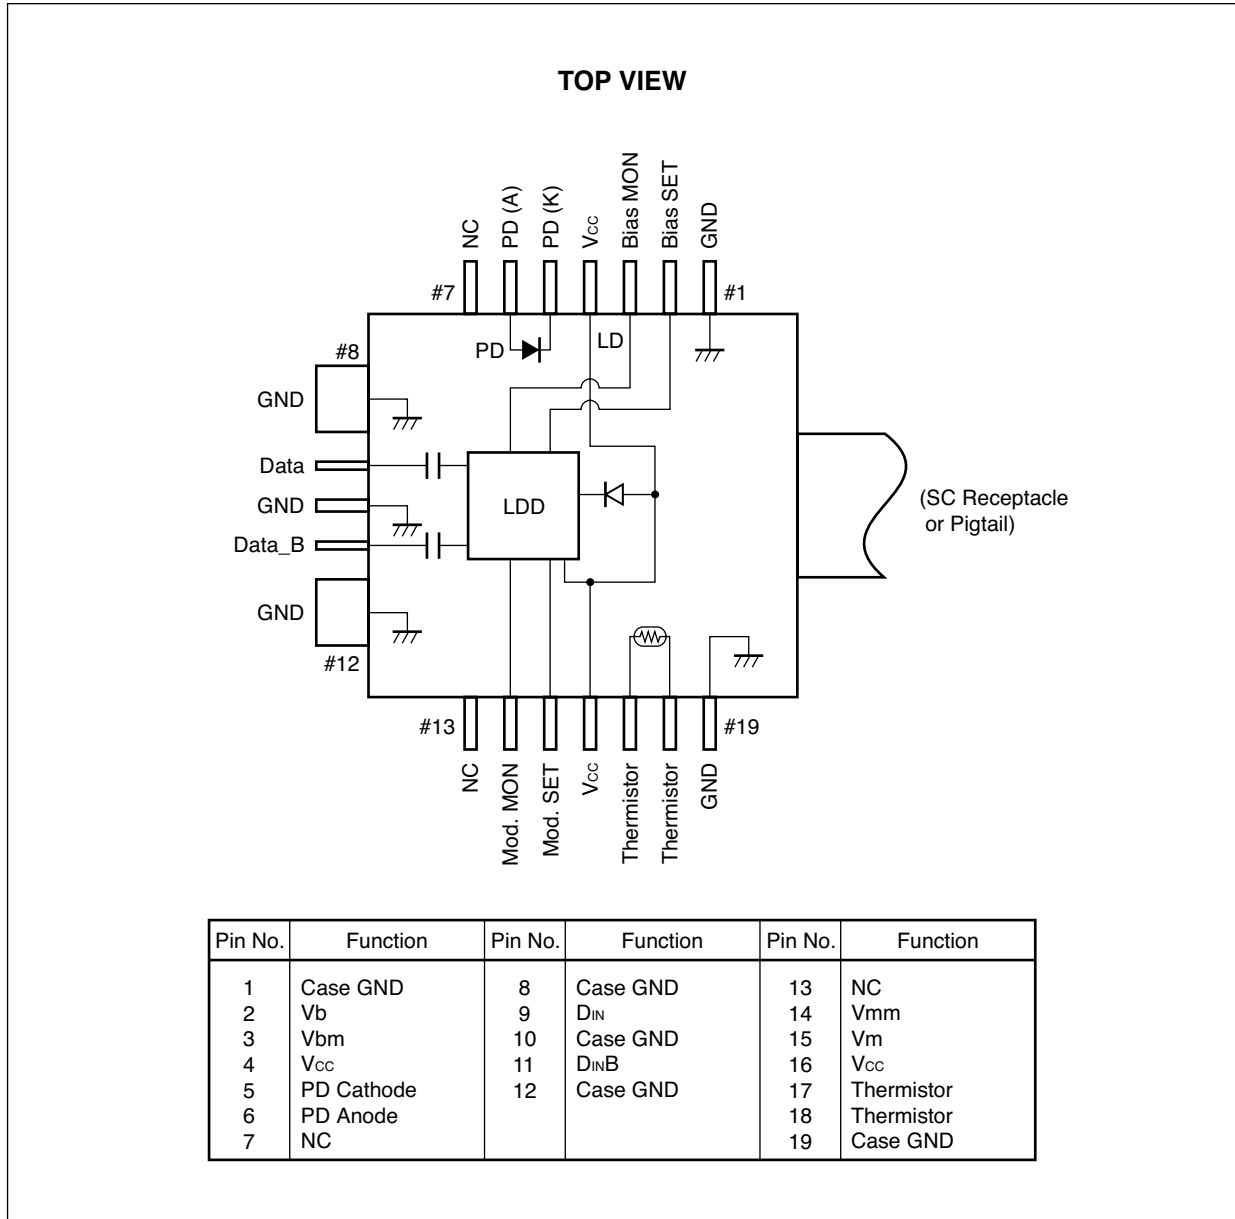 TOP VIEW
NC
PD (A)
PD (K)
Vcc
Bias MON
Bias SET
GND
#7
#1
PD
LD
#8
GND
Data
GND
Data_B
GND
#12
LDD
(SC Receptacle
or Pigtail)
#13
#19
NC
Mod. MON
Mod. SET
Vcc
Thermistor
Thermistor
GND
Pin No. Function Pin No. Function Pin No. Function
1 Case GND 8 Case GND 13 NC
2 Vb 9 DIN 14 Vmm
3 Vbm 10 Case GND 15 Vm
4 Vcc 11 DINB 16 Vcc
5 PD Cathode 12 Case GND 17 Thermistor
6 PD Anode 18 Thermistor
7 NC 19 Case GND